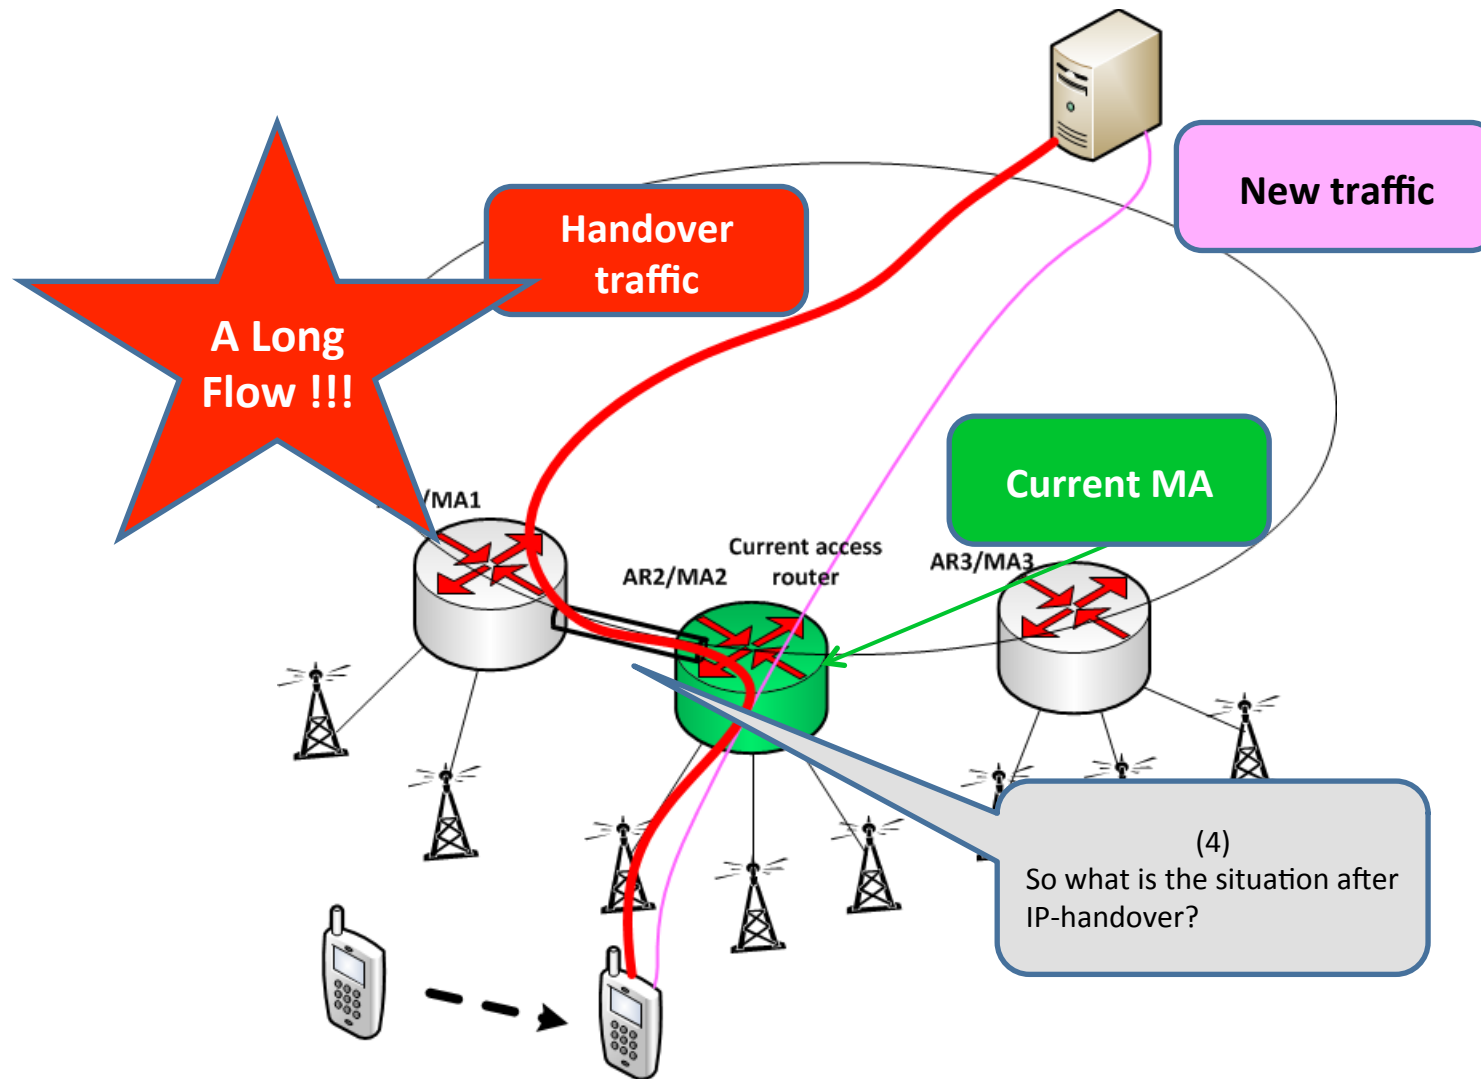 New traffic
Handover
traffic
A Long
Flow !!!
Current MA
/MA1
Current access
router
AR2/MA2
AR3/MA3
(4)
So what is the situation after
IP-handover?